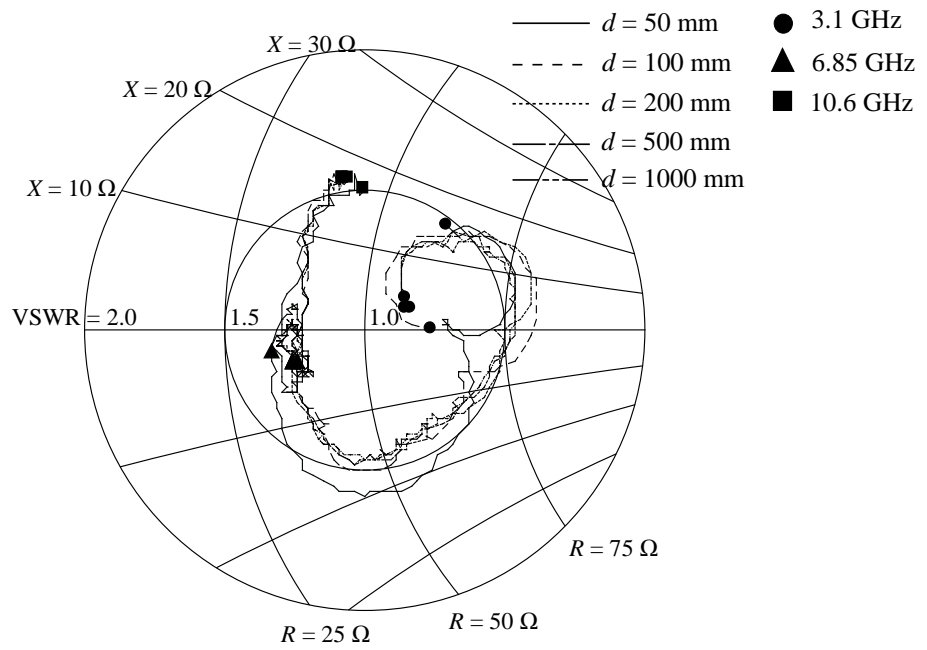 d = 50 mm
d = 100 mm
d = 200 mm
d = 500 mm
d = 1000 mm
3.1 GHz
6.85 GHz
10.6 GHz
X = 30 Ω
X = 20 Ω
X = 10 Ω
VSWR = 2.0
1.5
1.0
R = 75 Ω
R = 50 Ω
R = 25 Ω